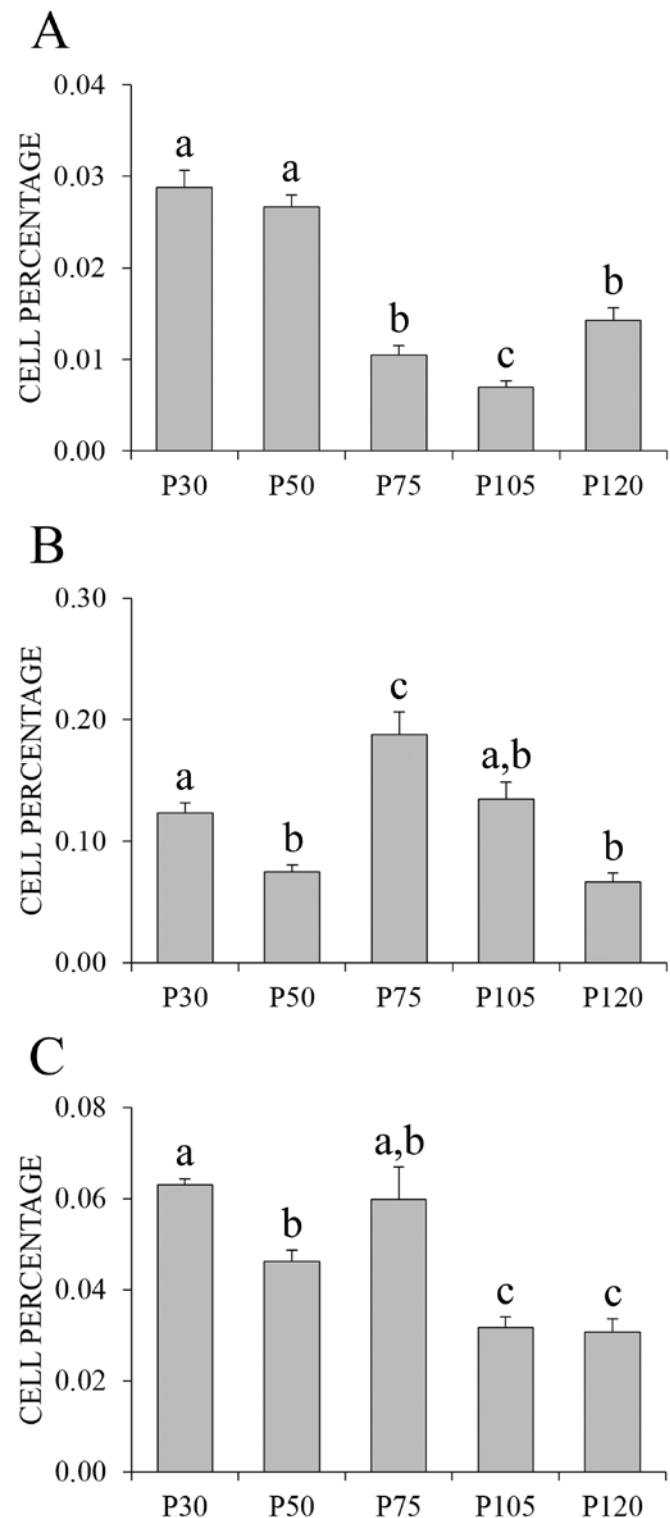 A
CELL PERCENTAGE
0.04
0.03
0.02
0.01
0.00
a
a
b
c
b
P30 P50 P75 P105 P120
B
CELL PERCENTAGE
0.30
0.20
0.10
0.00
a
b
c
a,b
b
P30 P50 P75 P105 P120
C
CELL PERCENTAGE
0.08
0.06
0.04
0.02
0.00
a
b
a,b
c
c
P30 P50 P75 P105 P120